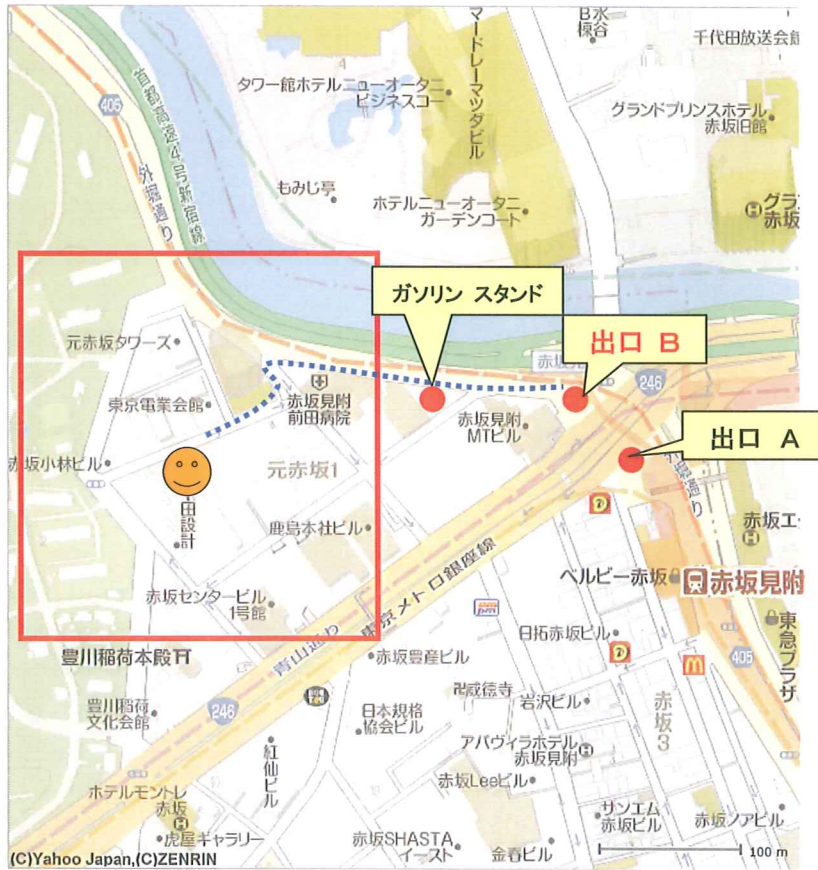 水
B棟谷
千代田放送会館
マードレーマツダビル
タワー館ホテルニューオータニ
ビジネスコー
グランドプリンスホテル
赤坂旧館
405
首都高速4号新宿線
外堀通り
もみじ亭
ホテルニューオータニ
ガーデンコート
グラ
赤坂
ガソリン スタンド
出口 B
元赤坂タワーズ
246
赤坂見附
前田病院
東京電業会館
赤坂見附
MTビル
出口 A
赤坂小林ビル
元赤坂1
田設計
鹿島本社ビル
赤坂エ
ベルビー赤坂
赤坂見附
赤坂センタービル
1号館
青山通り
東京メトロ銀座線
日拓赤坂ビル
東急プラザ
405
豊川稲荷本殿
赤坂豊産ビル
威徳寺
岩沢ビル
赤坂3
豊川稲荷
文化会館
246
日本規格
協会ビル
紅仙ビル
アパヴィラホテル
赤坂見附
赤坂Leeビル
ホテルモントレ
赤坂
サンエム
赤坂ビル
赤坂ノアビル
虎屋ギャラリー
赤坂SHASTA
イースト
金春ビル
100 m
(C)Yahoo Japan,(C)ZENRIN